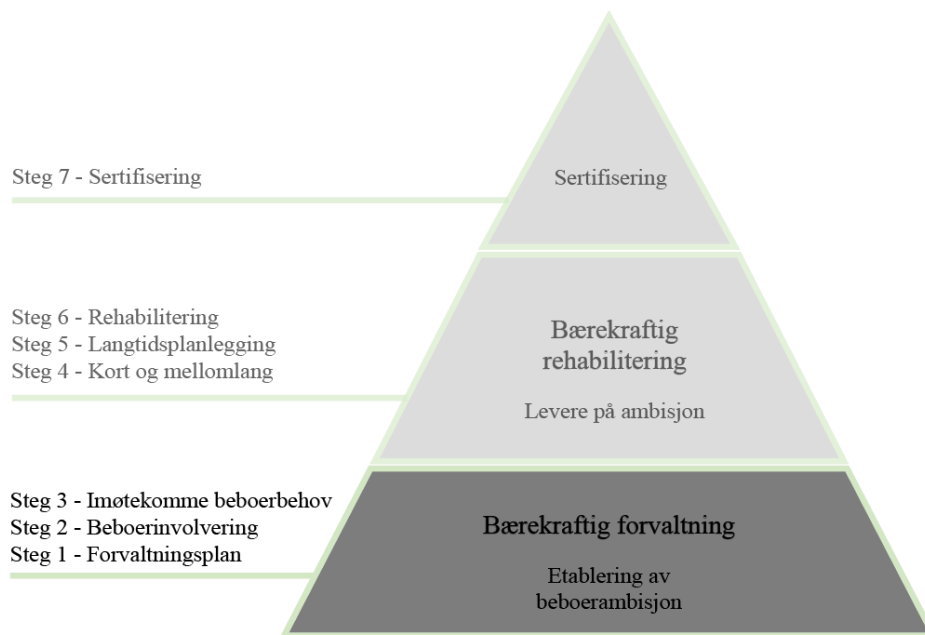 Steg 7 - Sertifisering
Sertifisering
Steg 6 - Rehabilitering
Steg 5 - Langtidsplanlegging
Steg 4 - Kort og mellomlang
Bærekraftig
rehabilitering
Levere på ambisjon
Steg 3 - Imøtekomme beboerbehov
Steg 2 - Beboerinvolvering
Steg 1 - Forvaltningsplan
Bærekraftig forvaltning
Etablering av
beboerambisjon